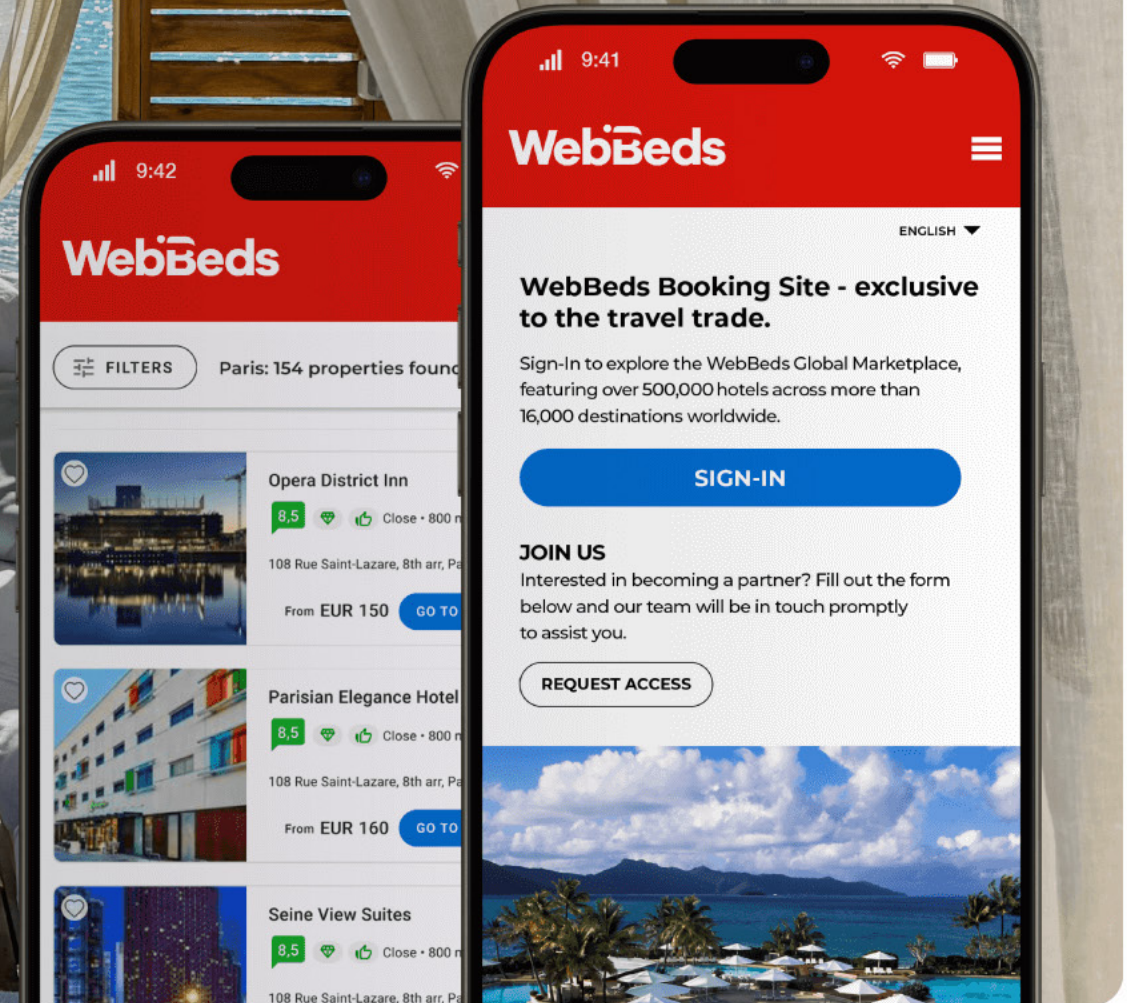 9:42
WebBeds
FILTERS
Paris: 154 properties found
Opera District Inn
8,5 Close • 800
108 Rue Saint-Lazare, 8th arr,
From EUR 150 GO TO
Parisian Elegance Hotel
8,5 Close • 800
108 Rue Saint-Lazare, 8th arr,
From EUR 160 GO TO
Seine View Suites
8,5 Close • 800
108 Rue Saint-Lazare, 8th arr,
9:41
WebBeds
ENGLISH
WebBeds Booking Site - exclusive
to the travel trade.
Sign-In to explore the WebBeds Global Marketplace,
featuring over 500,000 hotels across more than
16,000 destinations worldwide.
SIGN-IN
JOIN US
Interested in becoming a partner? Fill out the form
below and our team will be in touch promptly
to assist you.
REQUEST ACCESS